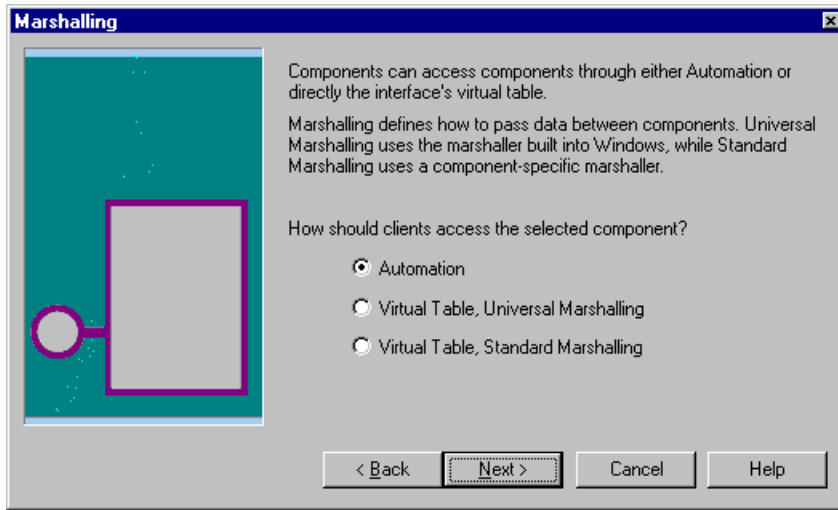 Marshalling
Components can access components through either Automation or
directly the interface's virtual table.
Marshalling defines how to pass data between components. Universal
Marshalling uses the marshaller built into Windows, while Standard
Marshalling uses a component-specific marshaller.
How should clients access the selected component?
Automation
Virtual Table, Universal Marshalling
Virtual Table, Standard Marshalling
< Back Next > Cancel Help